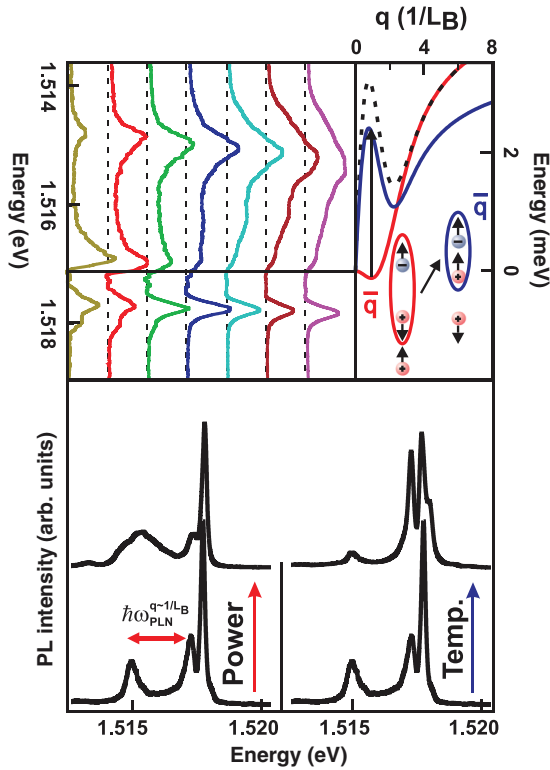 q (1/L_B)
0 4 8
1.514
1.516
1.518
Energy (eV)
2
0
Energy (meV)
q̄
q̄
−
+
+
−
+
+
PL intensity (arb. units)
ħω_PLN^q~1/L_B
Power
Temp.
1.515 1.520 1.515 1.520
Energy (eV)